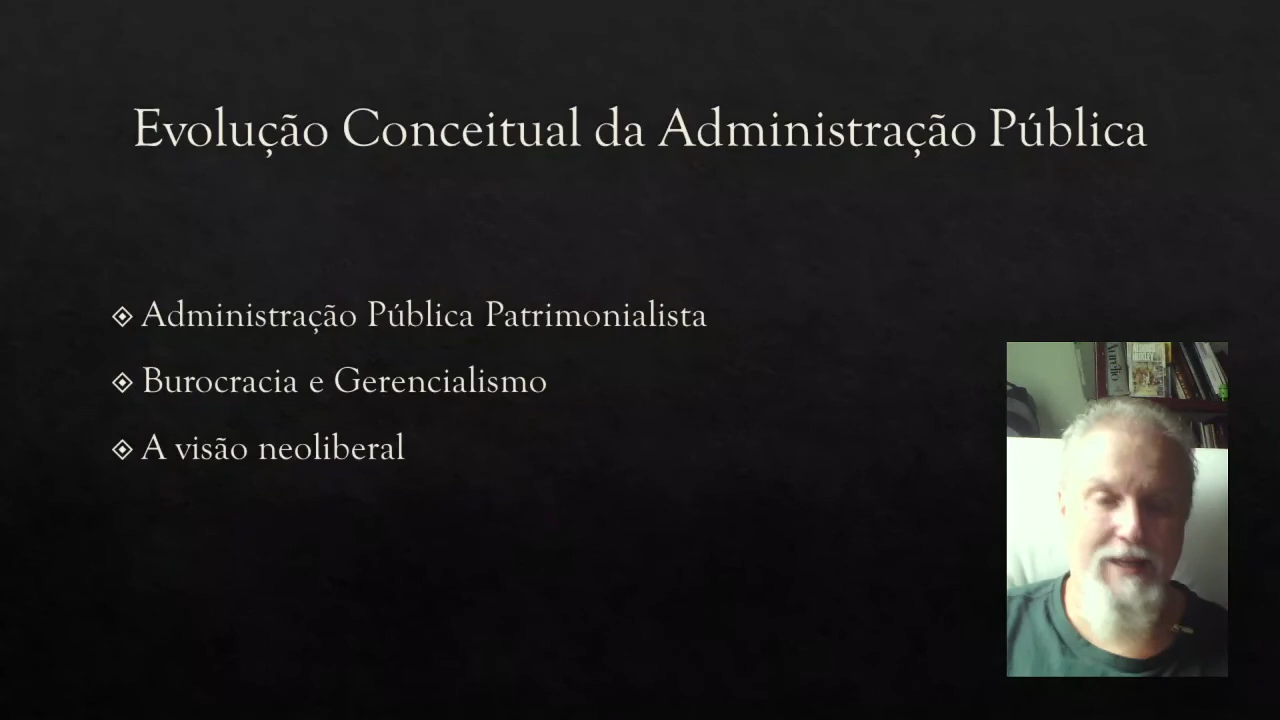 Evolução Conceitual da Administração Pública
Administração Pública Patrimonialista
Burocracia e Gerencialismo
A visão neoliberal